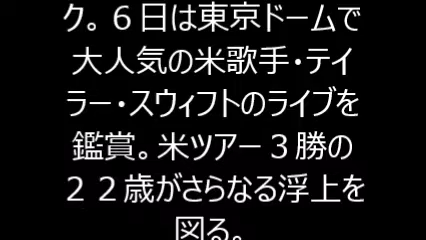 ク。６日は東京ドームで
大人気の米歌手・テイ
ラー・スウィフトのライブを
鑑賞。米ツアー３勝の
２２歳がさらなる浮上を
図る。